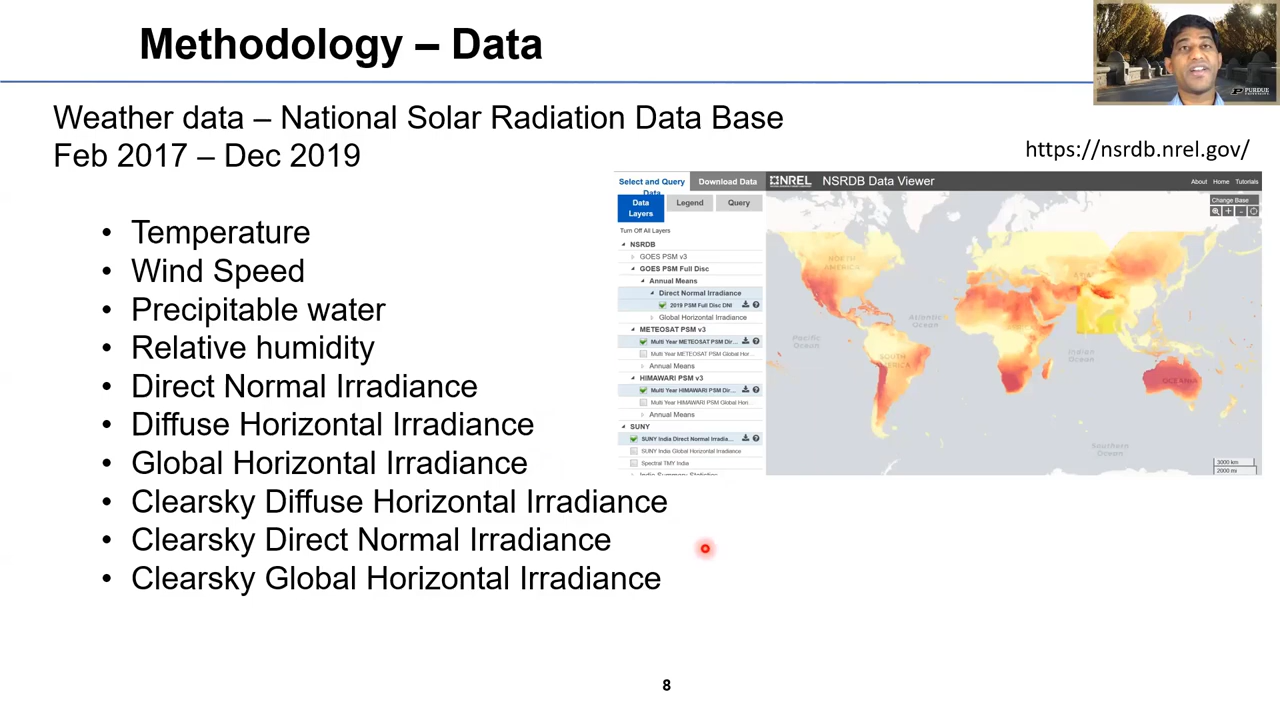 Methodology – Data
PURDUE
UNIVERSITY
Weather data – National Solar Radiation Data Base
Feb 2017 – Dec 2019
https://nsrdb.nrel.gov/
• Temperature
• Wind Speed
• Precipitable water
• Relative humidity
• Direct Normal Irradiance
• Diffuse Horizontal Irradiance
• Global Horizontal Irradiance
• Clearsky Diffuse Horizontal Irradiance
• Clearsky Direct Normal Irradiance
• Clearsky Global Horizontal Irradiance
Select and Query
Data
Download Data
NREL
NSRDB Data Viewer
About Home Tutorials
Data
Layers
Legend
Query
Change Base
Turn Off All Layers
NSRDB
GOES PSM v3
GOES PSM Full Disc
Annual Means
Direct Normal Irradiance
2019 PSM Full Disc DNI
Global Horizontal Irradiance
METEOSAT PSM v3
Multi Year METEOSAT PSM Dir...
Multi Year METEOSAT PSM Global Hor...
Annual Means
HIMAWARI PSM v3
Multi Year HIMAWARI PSM Dir...
Multi Year HIMAWARI PSM Global Hon...
Annual Means
SUNY
SUNY India Direct Normal Irradia...
SUNY India Global Horizontal Irradiance
Spectral TMY India
NORTH
AMERICA
ASIA
Atlantic
Ocean
Pacific
Ocean
Indian
Ocean
SOUTH
AMERICA
OCEANIA
Southern
Ocean
3000 km
2000 mi
8